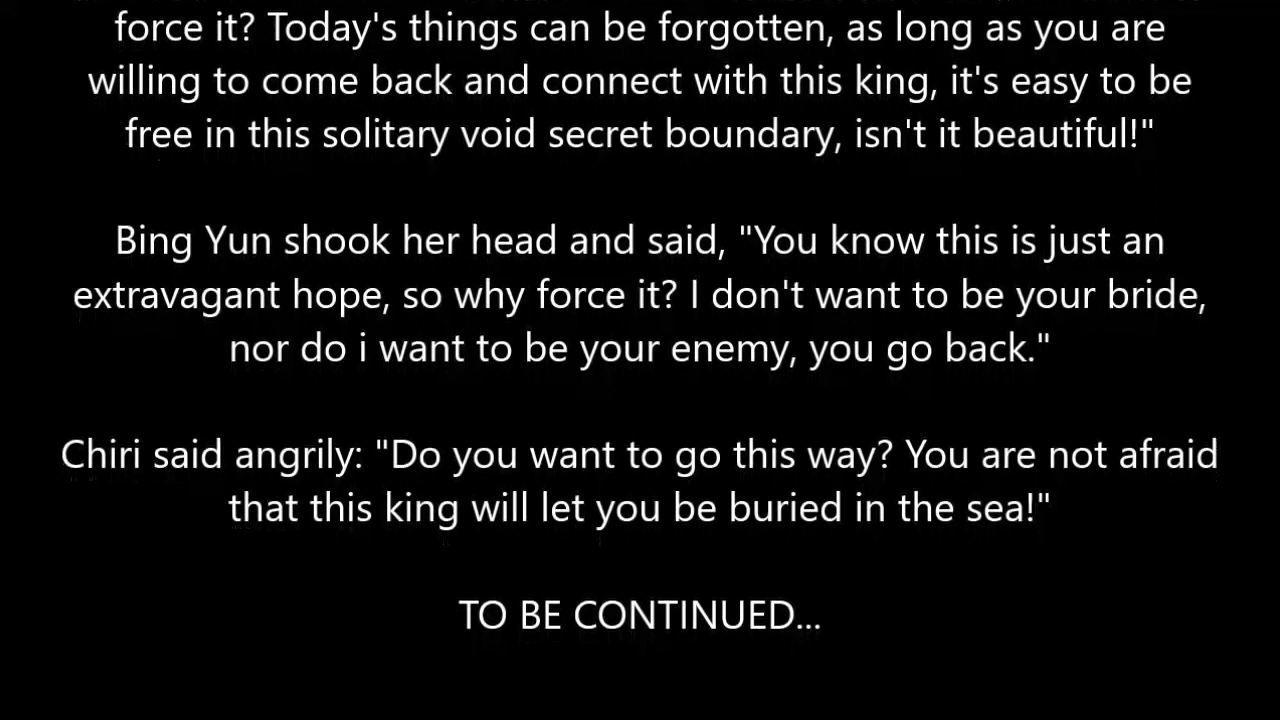 force it? Today's things can be forgotten, as long as you are
willing to come back and connect with this king, it's easy to be
free in this solitary void secret boundary, isn't it beautiful!"
Bing Yun shook her head and said, "You know this is just an
extravagant hope, so why force it? I don't want to be your bride,
nor do i want to be your enemy, you go back."
Chiri said angrily: "Do you want to go this way? You are not afraid
that this king will let you be buried in the sea!"
TO BE CONTINUED...